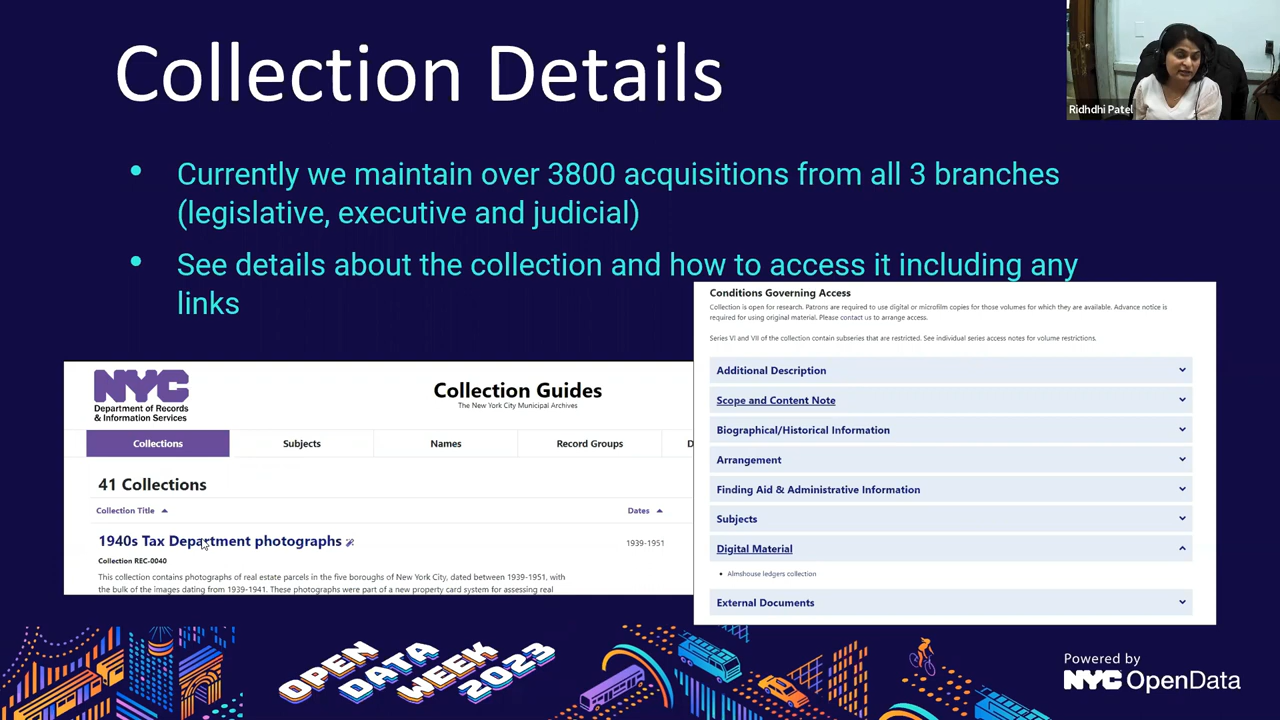 Collection Details
Ridhdhi Patel
• Currently we maintain over 3800 acquisitions from all 3 branches
(legislative, executive and judicial)
• See details about the collection and how to access it including any
links
NYC
Department of Records
& Information Services
Collection Guides
The New York City Municipal Archives
Collections
Subjects
Names
Record Groups
D
41 Collections
Collection Title
Dates
1940s Tax Department photographs
1939-1951
Collection REC-0040
This collection contains photographs of real estate parcels in the five boroughs of New York City, dated between 1939-1951, with
the bulk of the images dating from 1939-1941. These photographs were part of a new property card system for assessing real
Conditions Governing Access
Collection is open for research. Patrons are required to use digital or microfilm copies for those volumes for which they are available. Advance notice is
required for using original material. Please contact us to arrange access.
Series VI and VII of the collection contain subseries that are restricted. See individual series access notes for volume restrictions.
Additional Description
Scope and Content Note
Biographical/Historical Information
Arrangement
Finding Aid & Administrative Information
Subjects
Digital Material
• Almshouse ledgers collection
External Documents
OPEN
DATA
WEEK
2023
Powered by
NYC OpenData